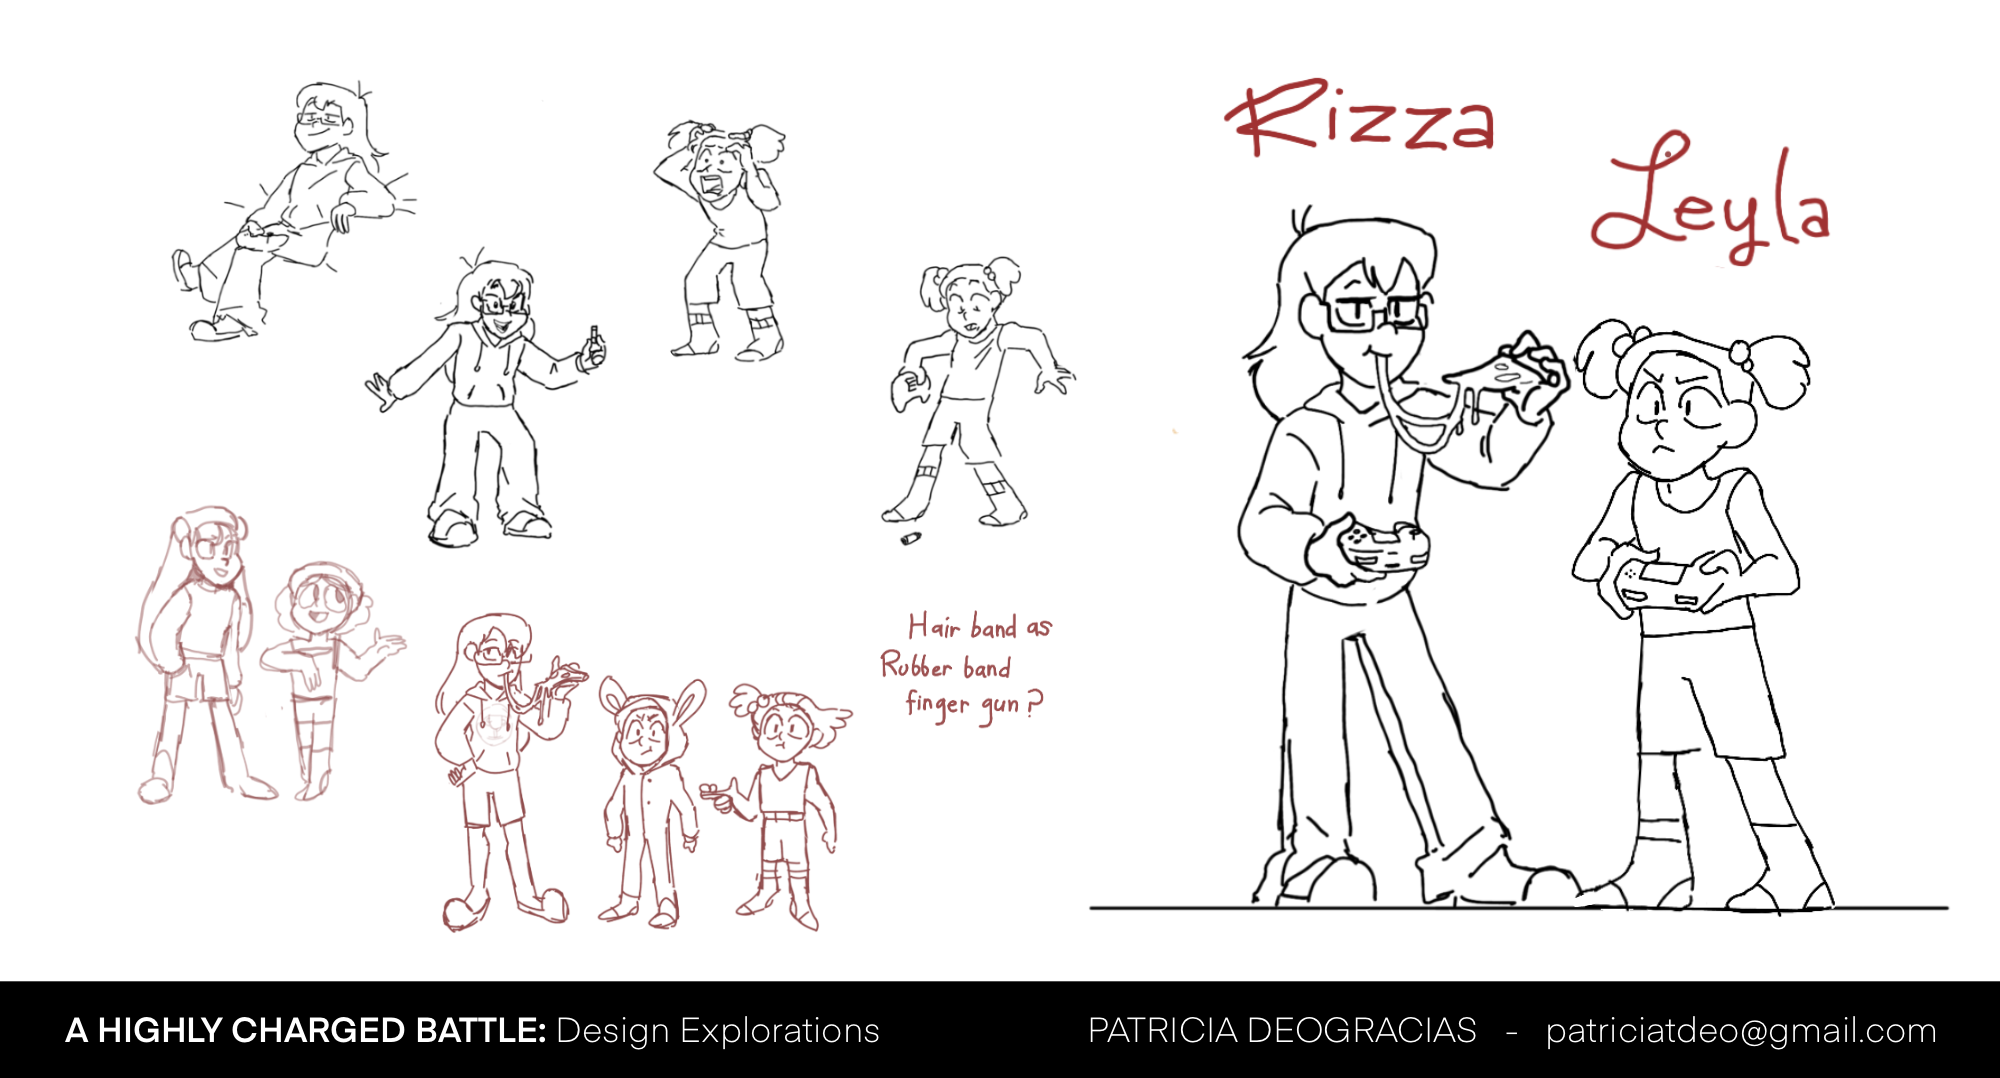 Rizza
Leyla
Hair band as
Rubber band
finger gun?
A HIGHLY CHARGED BATTLE: Design Explorations
PATRICIA DEOGRACIAS - patriciatdeo@gmail.com